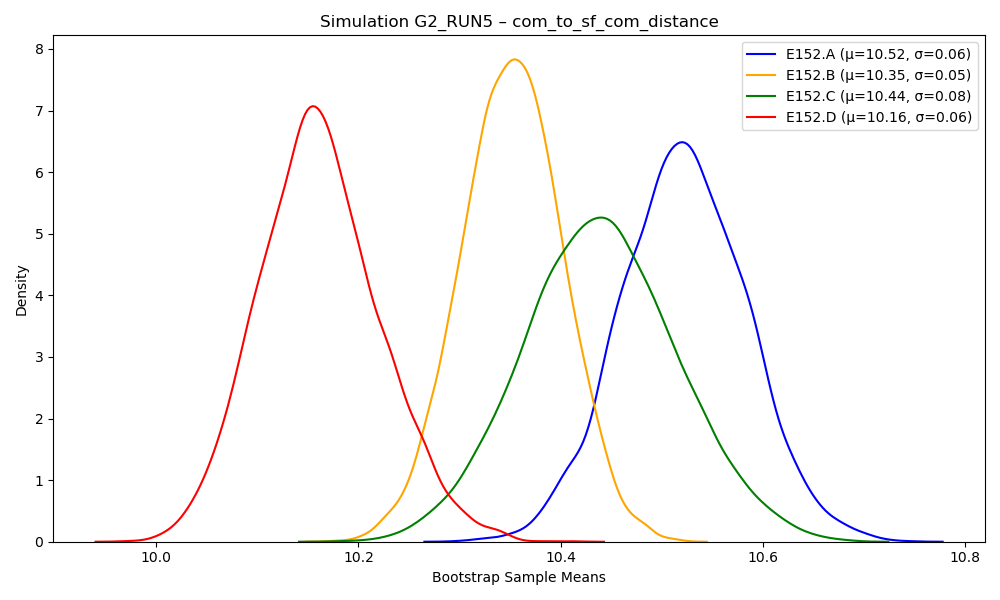 Simulation G2_RUN5 – com_to_sf_com_distance
E152.A (μ=10.52, σ=0.06)
E152.B (μ=10.35, σ=0.05)
E152.C (μ=10.44, σ=0.08)
E152.D (μ=10.16, σ=0.06)
Density
8
7
6
5
4
3
2
1
0
10.0 10.2 10.4 10.6 10.8
Bootstrap Sample Means